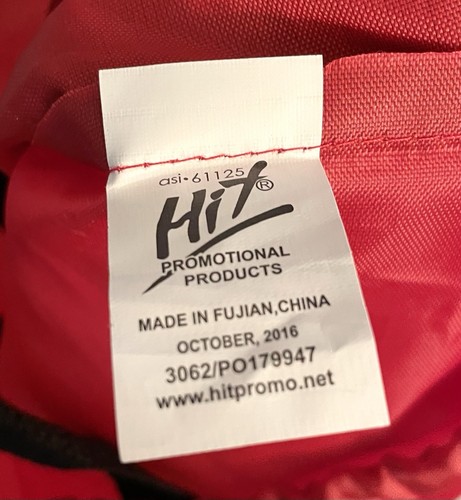 asi•61125
Hit®
PROMOTIONAL
PRODUCTS
MADE IN FUJIAN,CHINA
OCTOBER, 2016
3062/PO179947
www.hitpromo.net